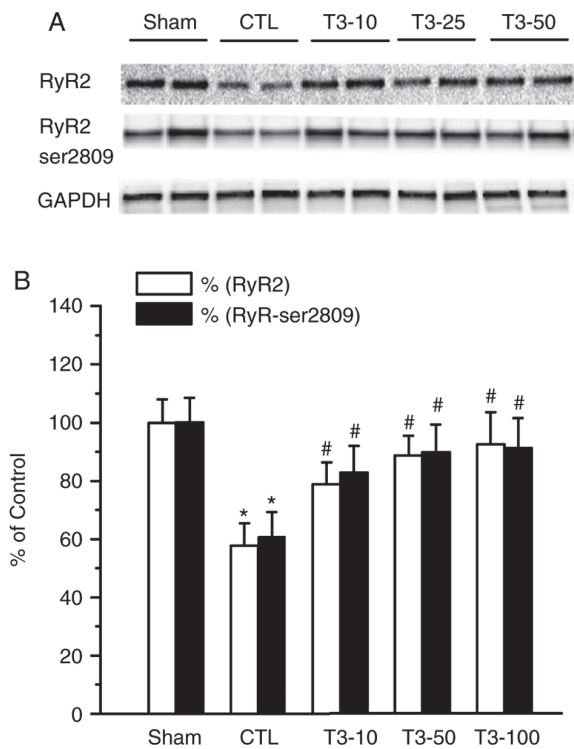 A
Sham CTL T3-10 T3-25 T3-50
RyR2
RyR2
ser2809
GAPDH
B
% (RyR2)
% (RyR-ser2809)
% of Control
140
120
100
80
60
40
20
0
* *
# #
# #
# #
Sham CTL T3-10 T3-50 T3-100